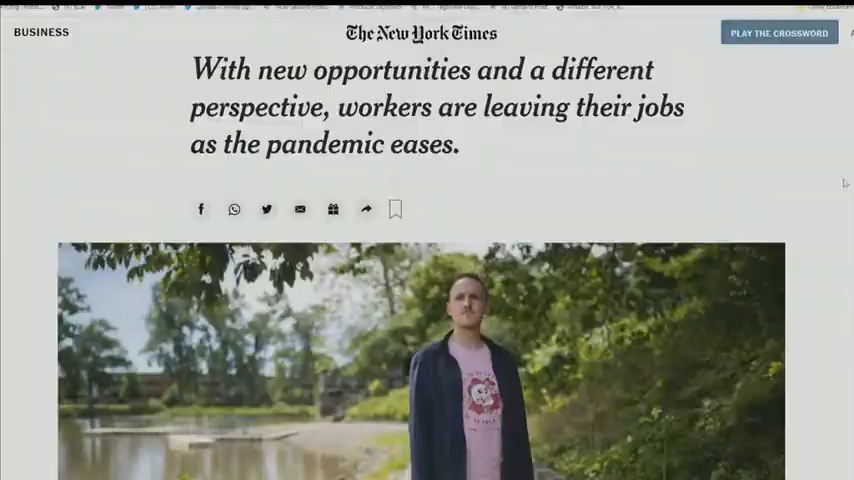 BUSINESS
The New York Times
PLAY THE CROSSWORD
With new opportunities and a different
perspective, workers are leaving their jobs
as the pandemic eases.